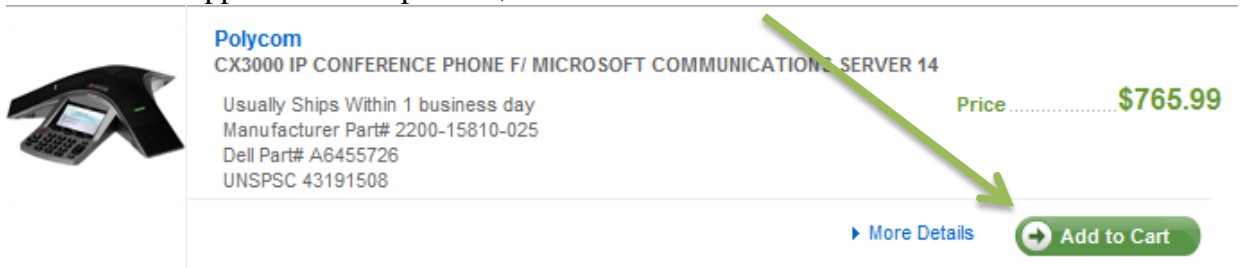 Polycom
CX3000 IP CONFERENCE PHONE F/ MICROSOFT COMMUNICATIONS SERVER 14
Usually Ships Within 1 business day
Price....................$765.99
Manufacturer Part# 2200-15810-025
Dell Part# A6455726
UNSPSC 43191508
More Details
Add to Cart